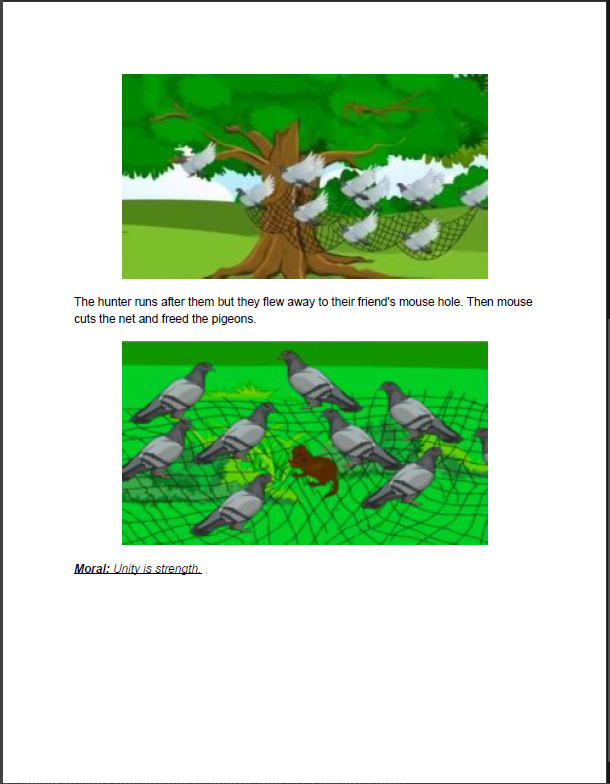 The hunter runs after them but they flew away to their friend's mouse hole. Then mouse
cuts the net and freed the pigeons.
Moral: Unity is strength.